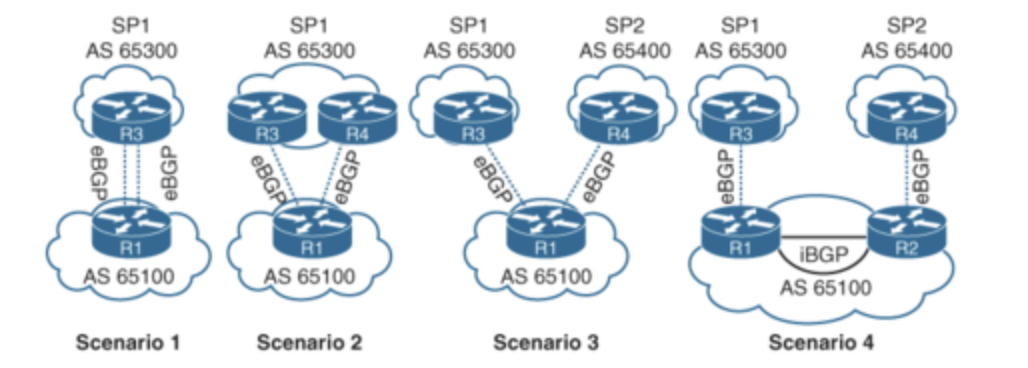 SP1
AS 65300
R3
eBGP
eBGP
R1
AS 65100
Scenario 1
SP1
AS 65300
R3
R4
eBGP
eBGP
R1
AS 65100
Scenario 2
SP1
AS 65300
SP2
AS 65400
R3
R4
eBGP
eBGP
R1
AS 65100
Scenario 3
SP1
AS 65300
SP2
AS 65400
R3
R4
eBGP
eBGP
R1
R2
iBGP
AS 65100
Scenario 4